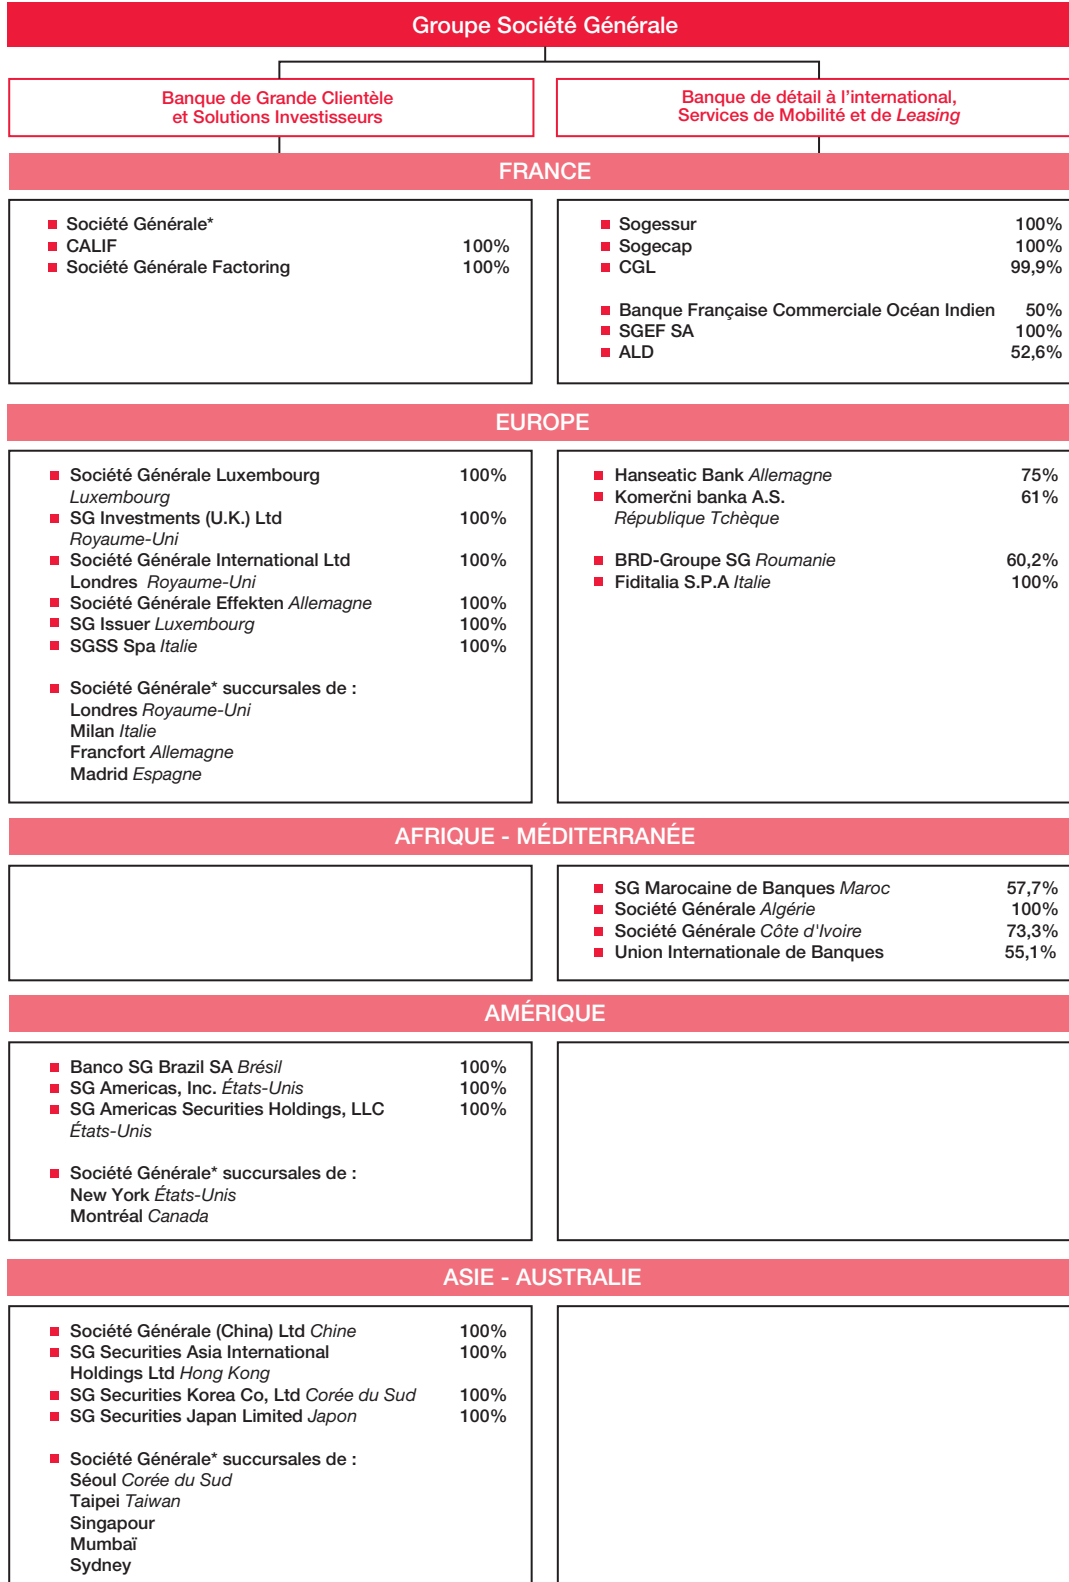 Groupe Société Générale
Banque de Grande Clientèle
et Solutions Investisseurs
Banque de détail à l'international,
Services de Mobilité et de Leasing
FRANCE
Société Générale*
CALIF 100%
Société Générale Factoring 100%
Sogessur 100%
Sogecap 100%
CGL 99,9%
Banque Française Commerciale Océan Indien 50%
SGEF SA 100%
ALD 52,6%
EUROPE
Société Générale Luxembourg 100%
Luxembourg
SG Investments (U.K.) Ltd 100%
Royaume-Uni
Société Générale International Ltd 100%
Londres Royaume-Uni
Société Générale Effekten Allemagne 100%
SG Issuer Luxembourg 100%
SGSS Spa Italie 100%
Société Générale* succursales de :
Londres Royaume-Uni
Milan Italie
Francfort Allemagne
Madrid Espagne
Hanseatic Bank Allemagne 75%
Komerčni banka A.S. 61%
République Tchèque
BRD-Groupe SG Roumanie 60,2%
Fiditalia S.P.A Italie 100%
AFRIQUE - MÉDITERRANÉE
SG Marocaine de Banques Maroc 57,7%
Société Générale Algérie 100%
Société Générale Côte d'Ivoire 73,3%
Union Internationale de Banques 55,1%
AMÉRIQUE
Banco SG Brazil SA Brésil 100%
SG Americas, Inc. États-Unis 100%
SG Americas Securities Holdings, LLC 100%
États-Unis
Société Générale* succursales de :
New York États-Unis
Montréal Canada
ASIE - AUSTRALIE
Société Générale (China) Ltd Chine 100%
SG Securities Asia International 100%
Holdings Ltd Hong Kong
SG Securities Korea Co, Ltd Corée du Sud 100%
SG Securities Japan Limited Japon 100%
Société Générale* succursales de :
Séoul Corée du Sud
Taipei Taiwan
Singapour
Mumbaï
Sydney